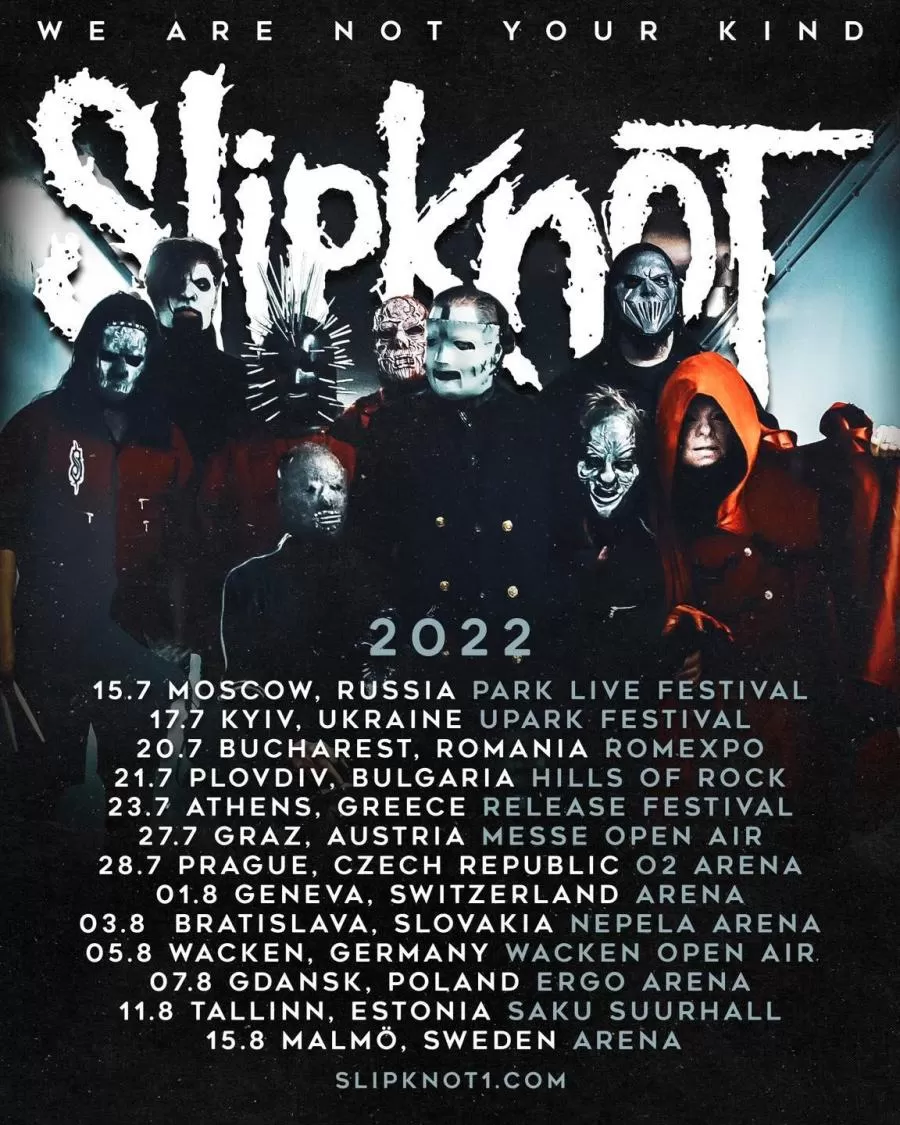 WE ARE NOT YOUR KIND
SLIPKNOT
2022
15.7 MOSCOW, RUSSIA PARK LIVE FESTIVAL
17.7 KYIV, UKRAINE UPARK FESTIVAL
20.7 BUCHAREST, ROMANIA ROMEXPO
21.7 PLOVDIV, BULGARIA HILLS OF ROCK
23.7 ATHENS, GREECE RELEASE FESTIVAL
27.7 GRAZ, AUSTRIA MESSE OPEN AIR
28.7 PRAGUE, CZECH REPUBLIC O2 ARENA
01.8 GENEVA, SWITZERLAND ARENA
03.8 BRATISLAVA, SLOVAKIA NEPELA ARENA
05.8 WACKEN, GERMANY WACKEN OPEN AIR
07.8 GDANSK, POLAND ERGO ARENA
11.8 TALLINN, ESTONIA SAKU SUURHALL
15.8 MALMÖ, SWEDEN ARENA
SLIPKNOT1.COM